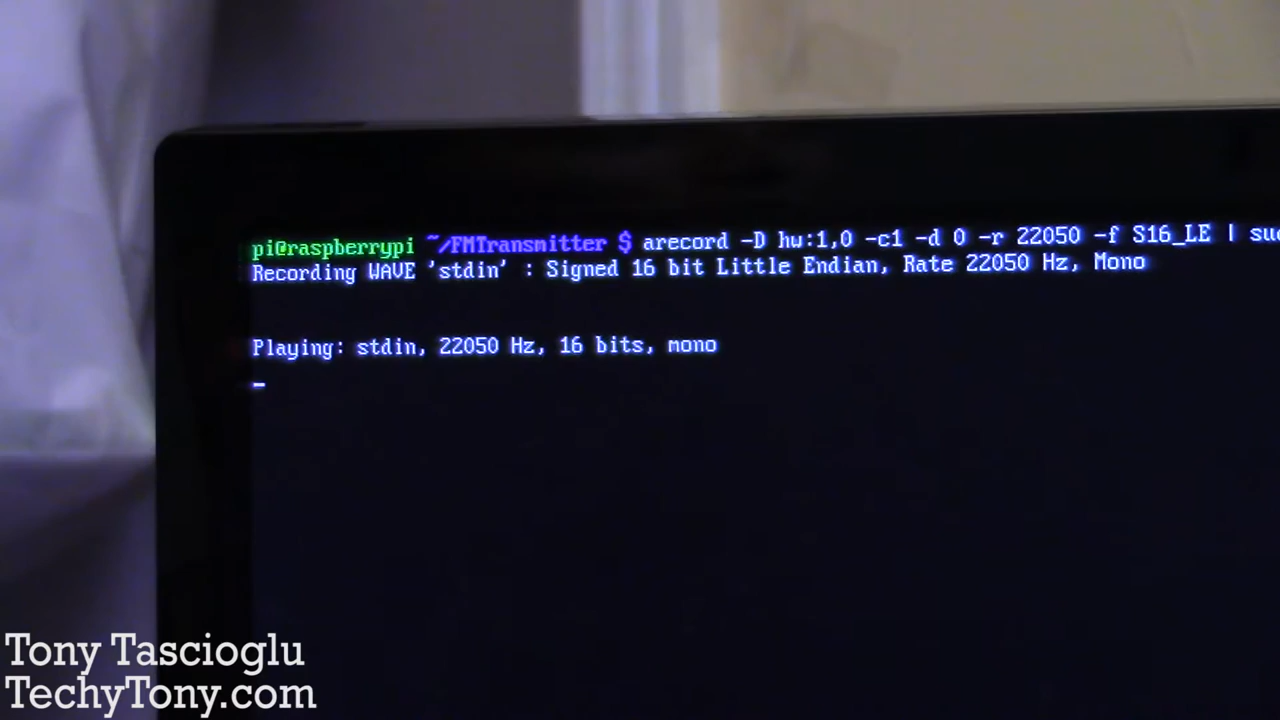 pi@raspberrypi ~/FMTransmitter $ arecord -D hw:1,0 -c1 -d 0 -r 22050 -f S16_LE | su
Recording WAVE 'stdin' : Signed 16 bit Little Endian, Rate 22050 Hz, Mono
Playing: stdin, 22050 Hz, 16 bits, mono
Tony Tascioglu
TechyTony.com